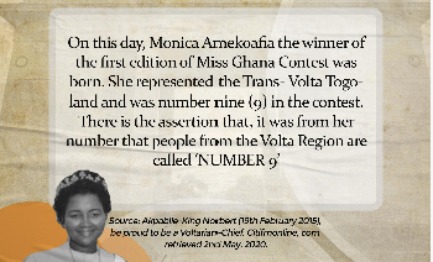 On this day, Monica Amekoafia the winner of
the first edition of Miss Ghana Contest was
born. She represented the Trans- Volta Togo-
land and was number nine (9) in the contest.
There is the assertion that, it was from her
number that people from the Volta Region are
called 'NUMBER 9'
Source: Akpabile King Norbert (19th February 2015),
be proud to be a Voltarian-Chief. Citifmonline, com
retrieved 2nd May, 2020.